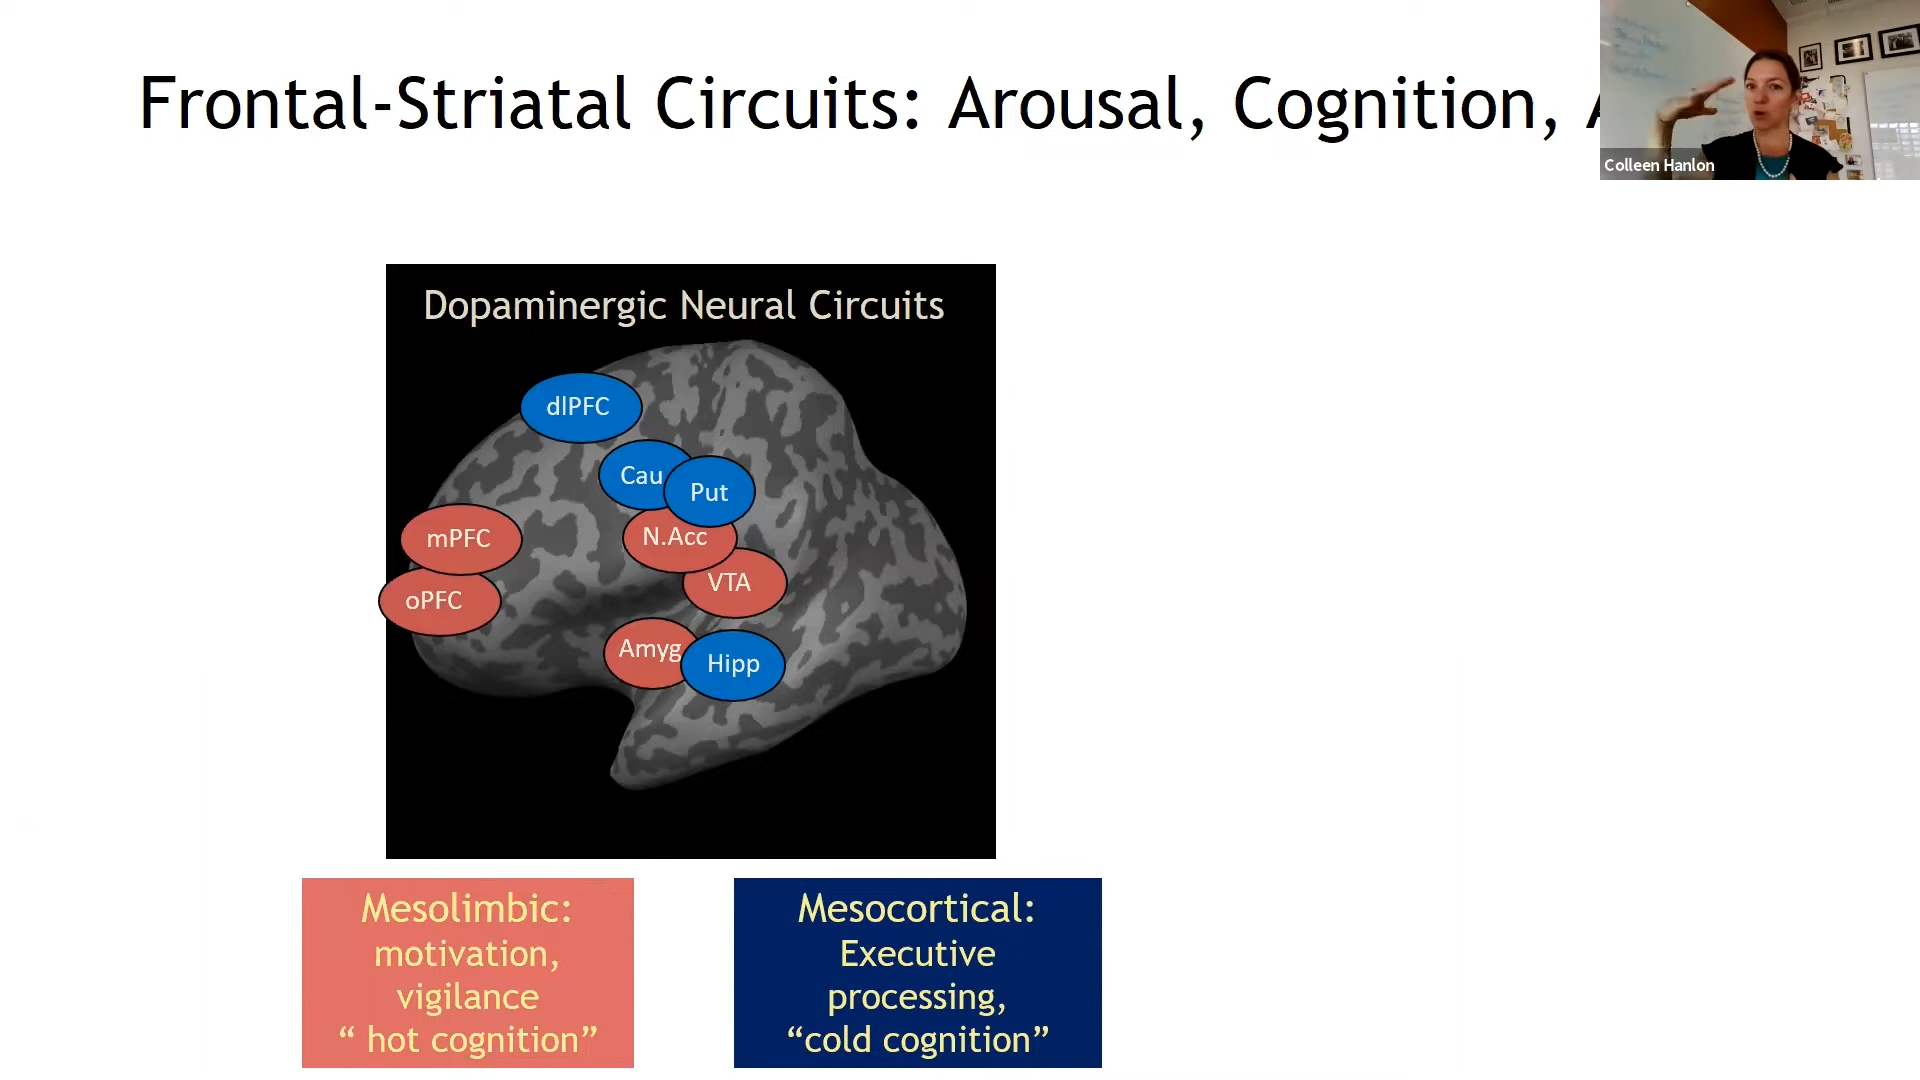 Frontal-Striatal Circuits: Arousal, Cognition,
Colleen Hanlon
Dopaminergic Neural Circuits
dlPFC
Cau
Put
mPFC
N.Acc
VTA
oPFC
Amyg
Hipp
Mesolimbic:
motivation,
vigilance
“ hot cognition”
Mesocortical:
Executive
processing,
“cold cognition”